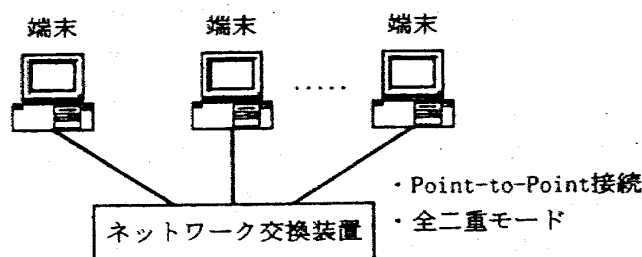 端末 端末 端末
.....
・Point-to-Point接続
・全二重モード
ネットワーク交換装置